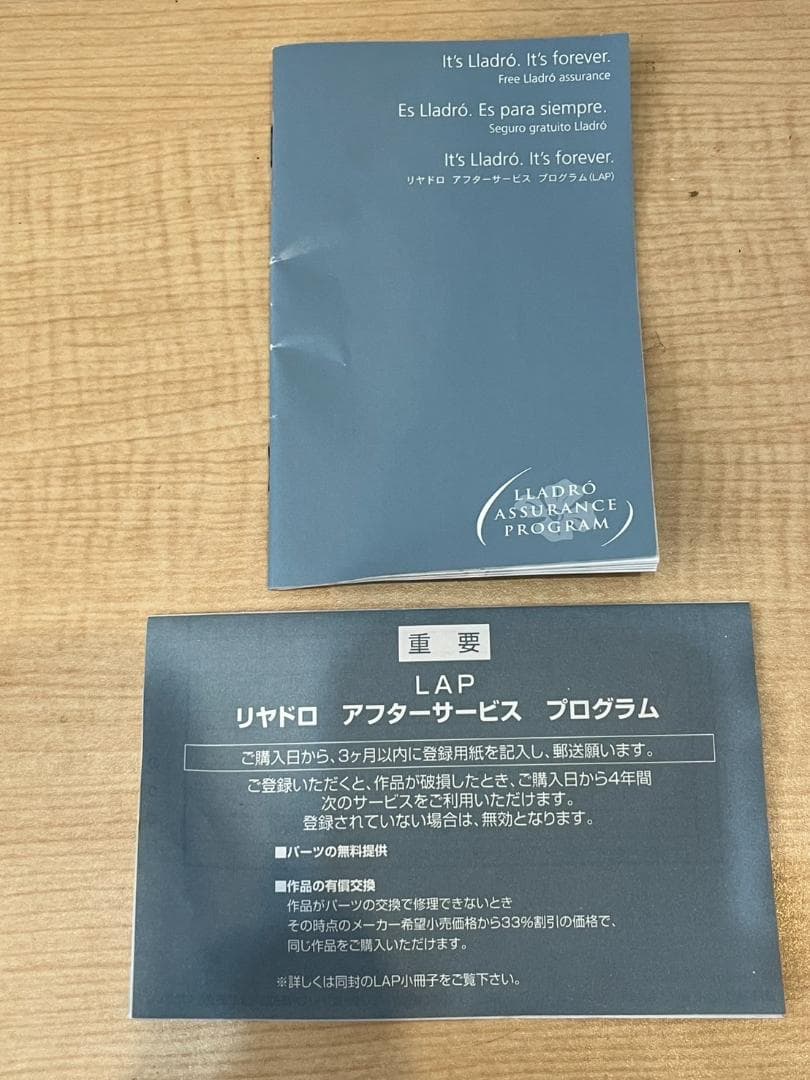 It's Lladró. It's forever.
Free Lladró assurance
Es Lladró. Es para siempre.
Seguro gratuito Lladró
It's Lladró. It's forever.
リヤドロ アフターサービス プログラム(LAP)
LLADRÓ
ASSURANCE
PROGRAM
重 要
LAP
リヤドロ アフターサービス プログラム
ご購入日から、3ヶ月以内に登録用紙を記入し、郵送願います。
ご登録いただくと、作品が破損したとき、ご購入日から4年間
次のサービスをご利用いただけます。
登録されていない場合は、無効となります。
■パーツの無料提供
■作品の有償交換
作品がパーツの交換で修理できないとき
その時点のメーカー希望小売価格から33%割引の価格で、
同じ作品をご購入いただけます。
※詳しくは同封のLAP小冊子をご覧下さい。